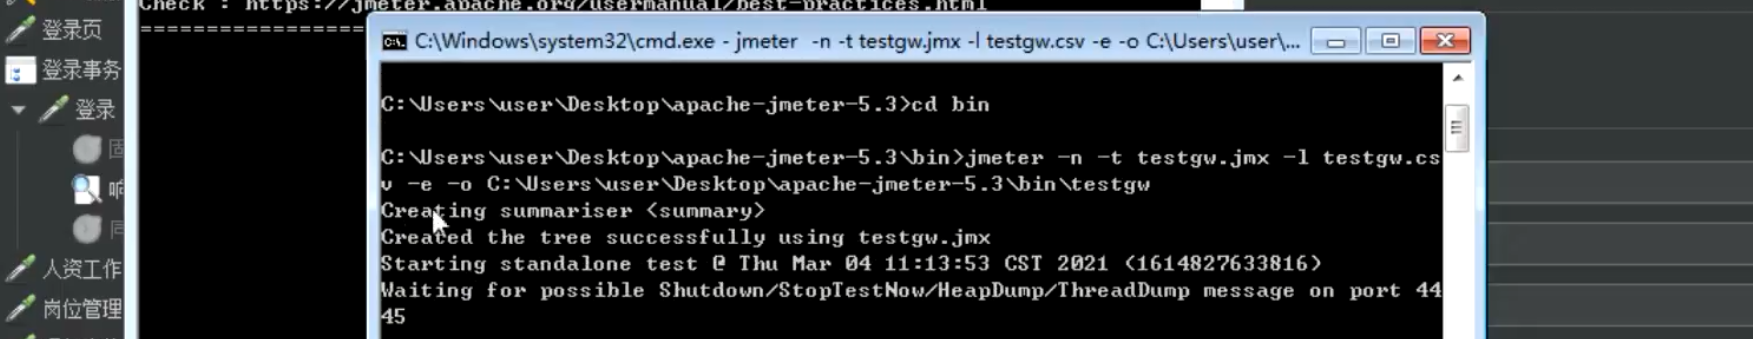 Check : https://jmeter.apache.org/usermanual/best-practices.html
登录页
登录事务
登录
响
人资工作
岗位管理
C:\Windows\system32\cmd.exe - jmeter  -n -t testgw.jmx -l testgw.csv -e -o C:\Users\user\...
C:\Users\user\Desktop\apache-jmeter-5.3>cd bin
C:\Users\user\Desktop\apache-jmeter-5.3\bin>jmeter -n -t testgw.jmx -l testgw.cs
v -e -o C:\Users\user\Desktop\apache-jmeter-5.3\bin\testgw
Creating summariser <summary>
Created the tree successfully using testgw.jmx
Starting standalone test @ Thu Mar 04 11:13:53 CST 2021 (1614827633816)
Waiting for possible Shutdown/StopTestNow/HeapDump/ThreadDump message on port 44
45